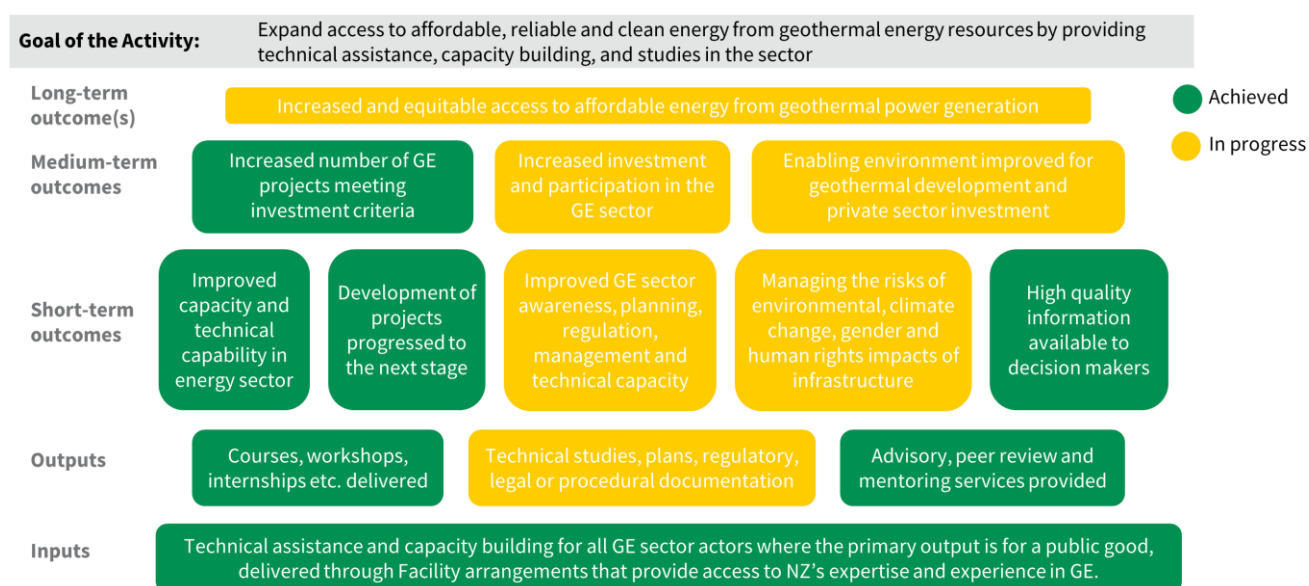 Goal of the Activity:
Expand access to affordable, reliable and clean energy from geothermal energy resources by providing
technical assistance, capacity building, and studies in the sector
Long-term
outcome(s)
Increased and equitable access to affordable energy from geothermal power generation
Achieved
In progress
Medium-term
outcomes
Increased number of GE
projects meeting
investment criteria
Increased investment
and participation in the
GE sector
Enabling environment improved for
geothermal development and
private sector investment
Short-term
outcomes
Improved
capacity and
technical
capability in
energy sector
Development of
projects
progressed to
the next stage
Improved GE sector
awareness, planning,
regulation,
management and
technical capacity
Managing the risks of
environmental, climate
change, gender and
human rights impacts of
infrastructure
High quality
information
available to
decision makers
Outputs
Courses, workshops,
internships etc. delivered
Technical studies, plans, regulatory,
legal or procedural documentation
Advisory, peer review and
mentoring services provided
Inputs
Technical assistance and capacity building for all GE sector actors where the primary output is for a public good,
delivered through Facility arrangements that provide access to NZ's expertise and experience in GE.